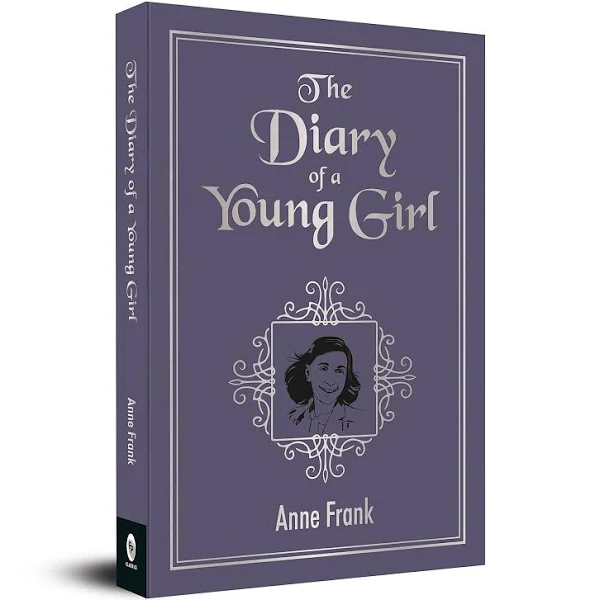 The Diary of a Young Girl
Anne Frank
The
Diary
of a
Young Girl
Anne Frank